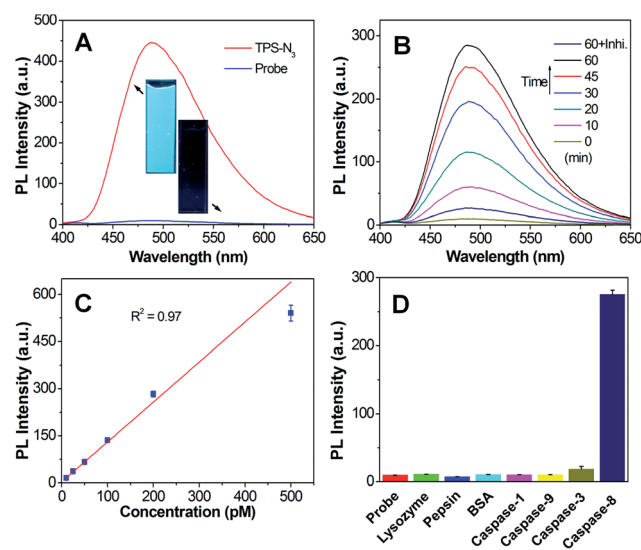 A
TPS-N₃
Probe
500
400
300
200
100
0
PL Intensity (a.u.)
400 450 500 550 600 650
Wavelength (nm)
B
60+Inhi.
60
45
30
20
10
0
(min)
Time
300
200
100
0
PL Intensity (a.u.)
400 450 500 550 600 650
Wavelength (nm)
C
R² = 0.97
600
450
300
150
0
PL Intensity (a.u.)
0 100 200 300 400 500
Concentration (pM)
D
300
200
100
0
PL Intensity (a.u.)
Probe
Lysozyme
Pepsin
BSA
Caspase-1
Caspase-9
Caspase-3
Caspase-8